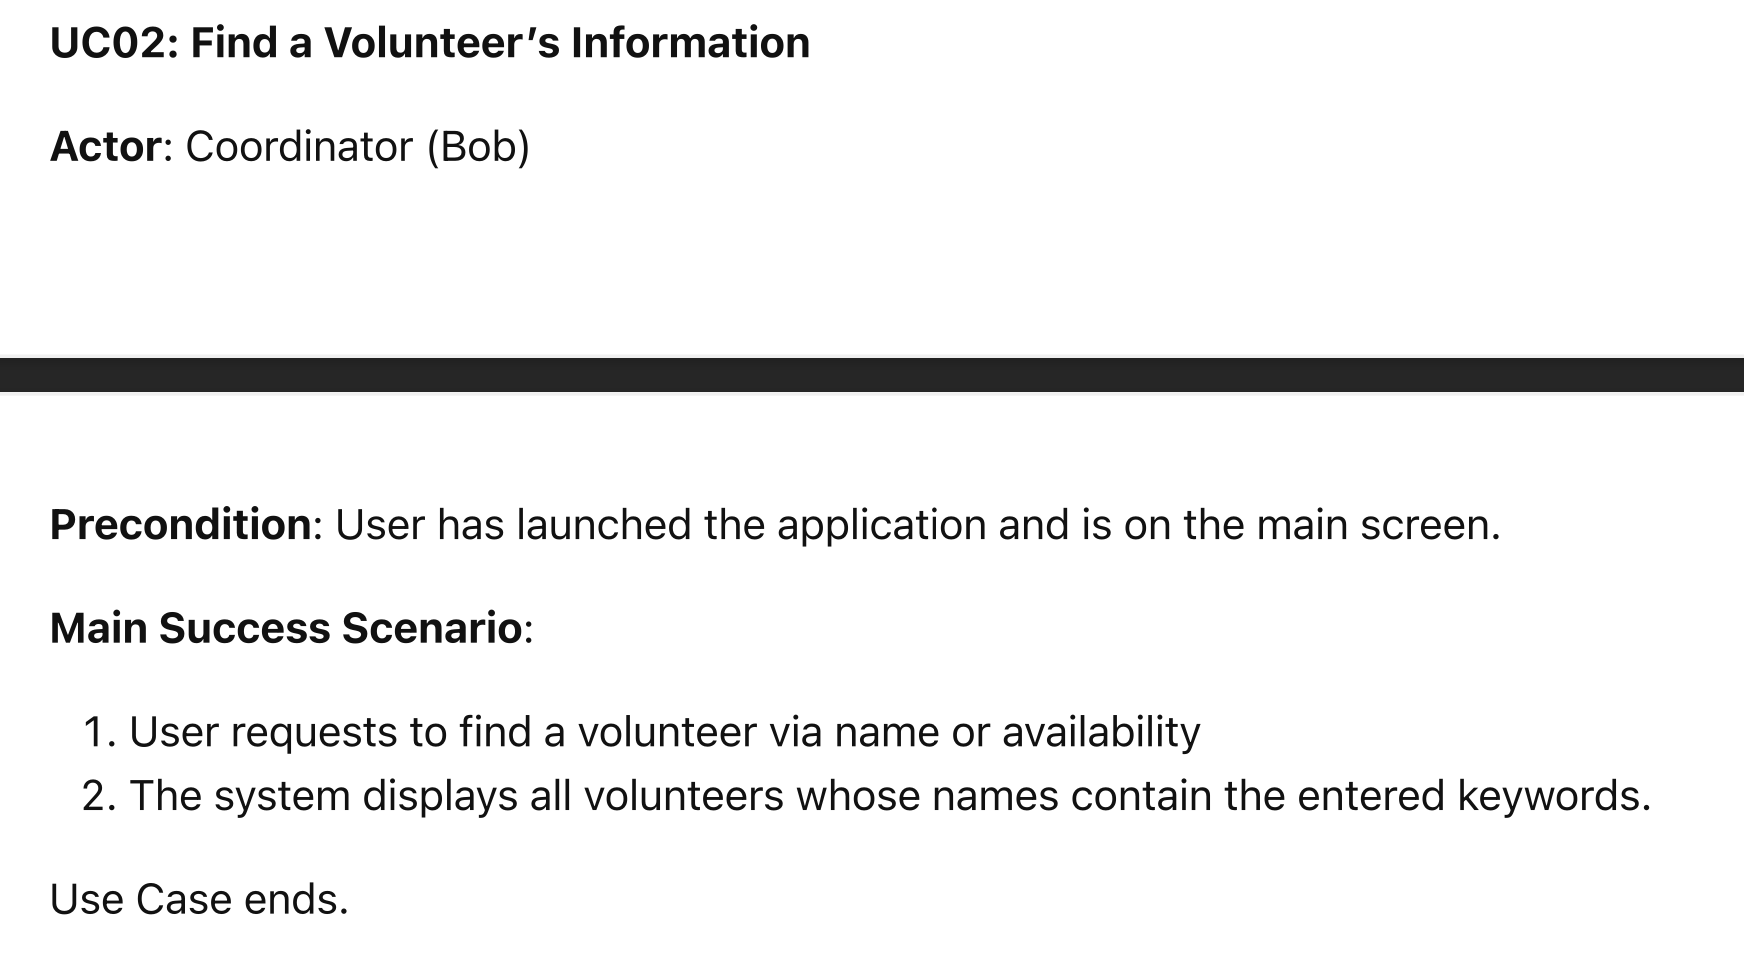 UC02: Find a Volunteer’s Information
Actor: Coordinator (Bob)
Precondition: User has launched the application and is on the main screen.
Main Success Scenario:
1. User requests to find a volunteer via name or availability
2. The system displays all volunteers whose names contain the entered keywords.
Use Case ends.